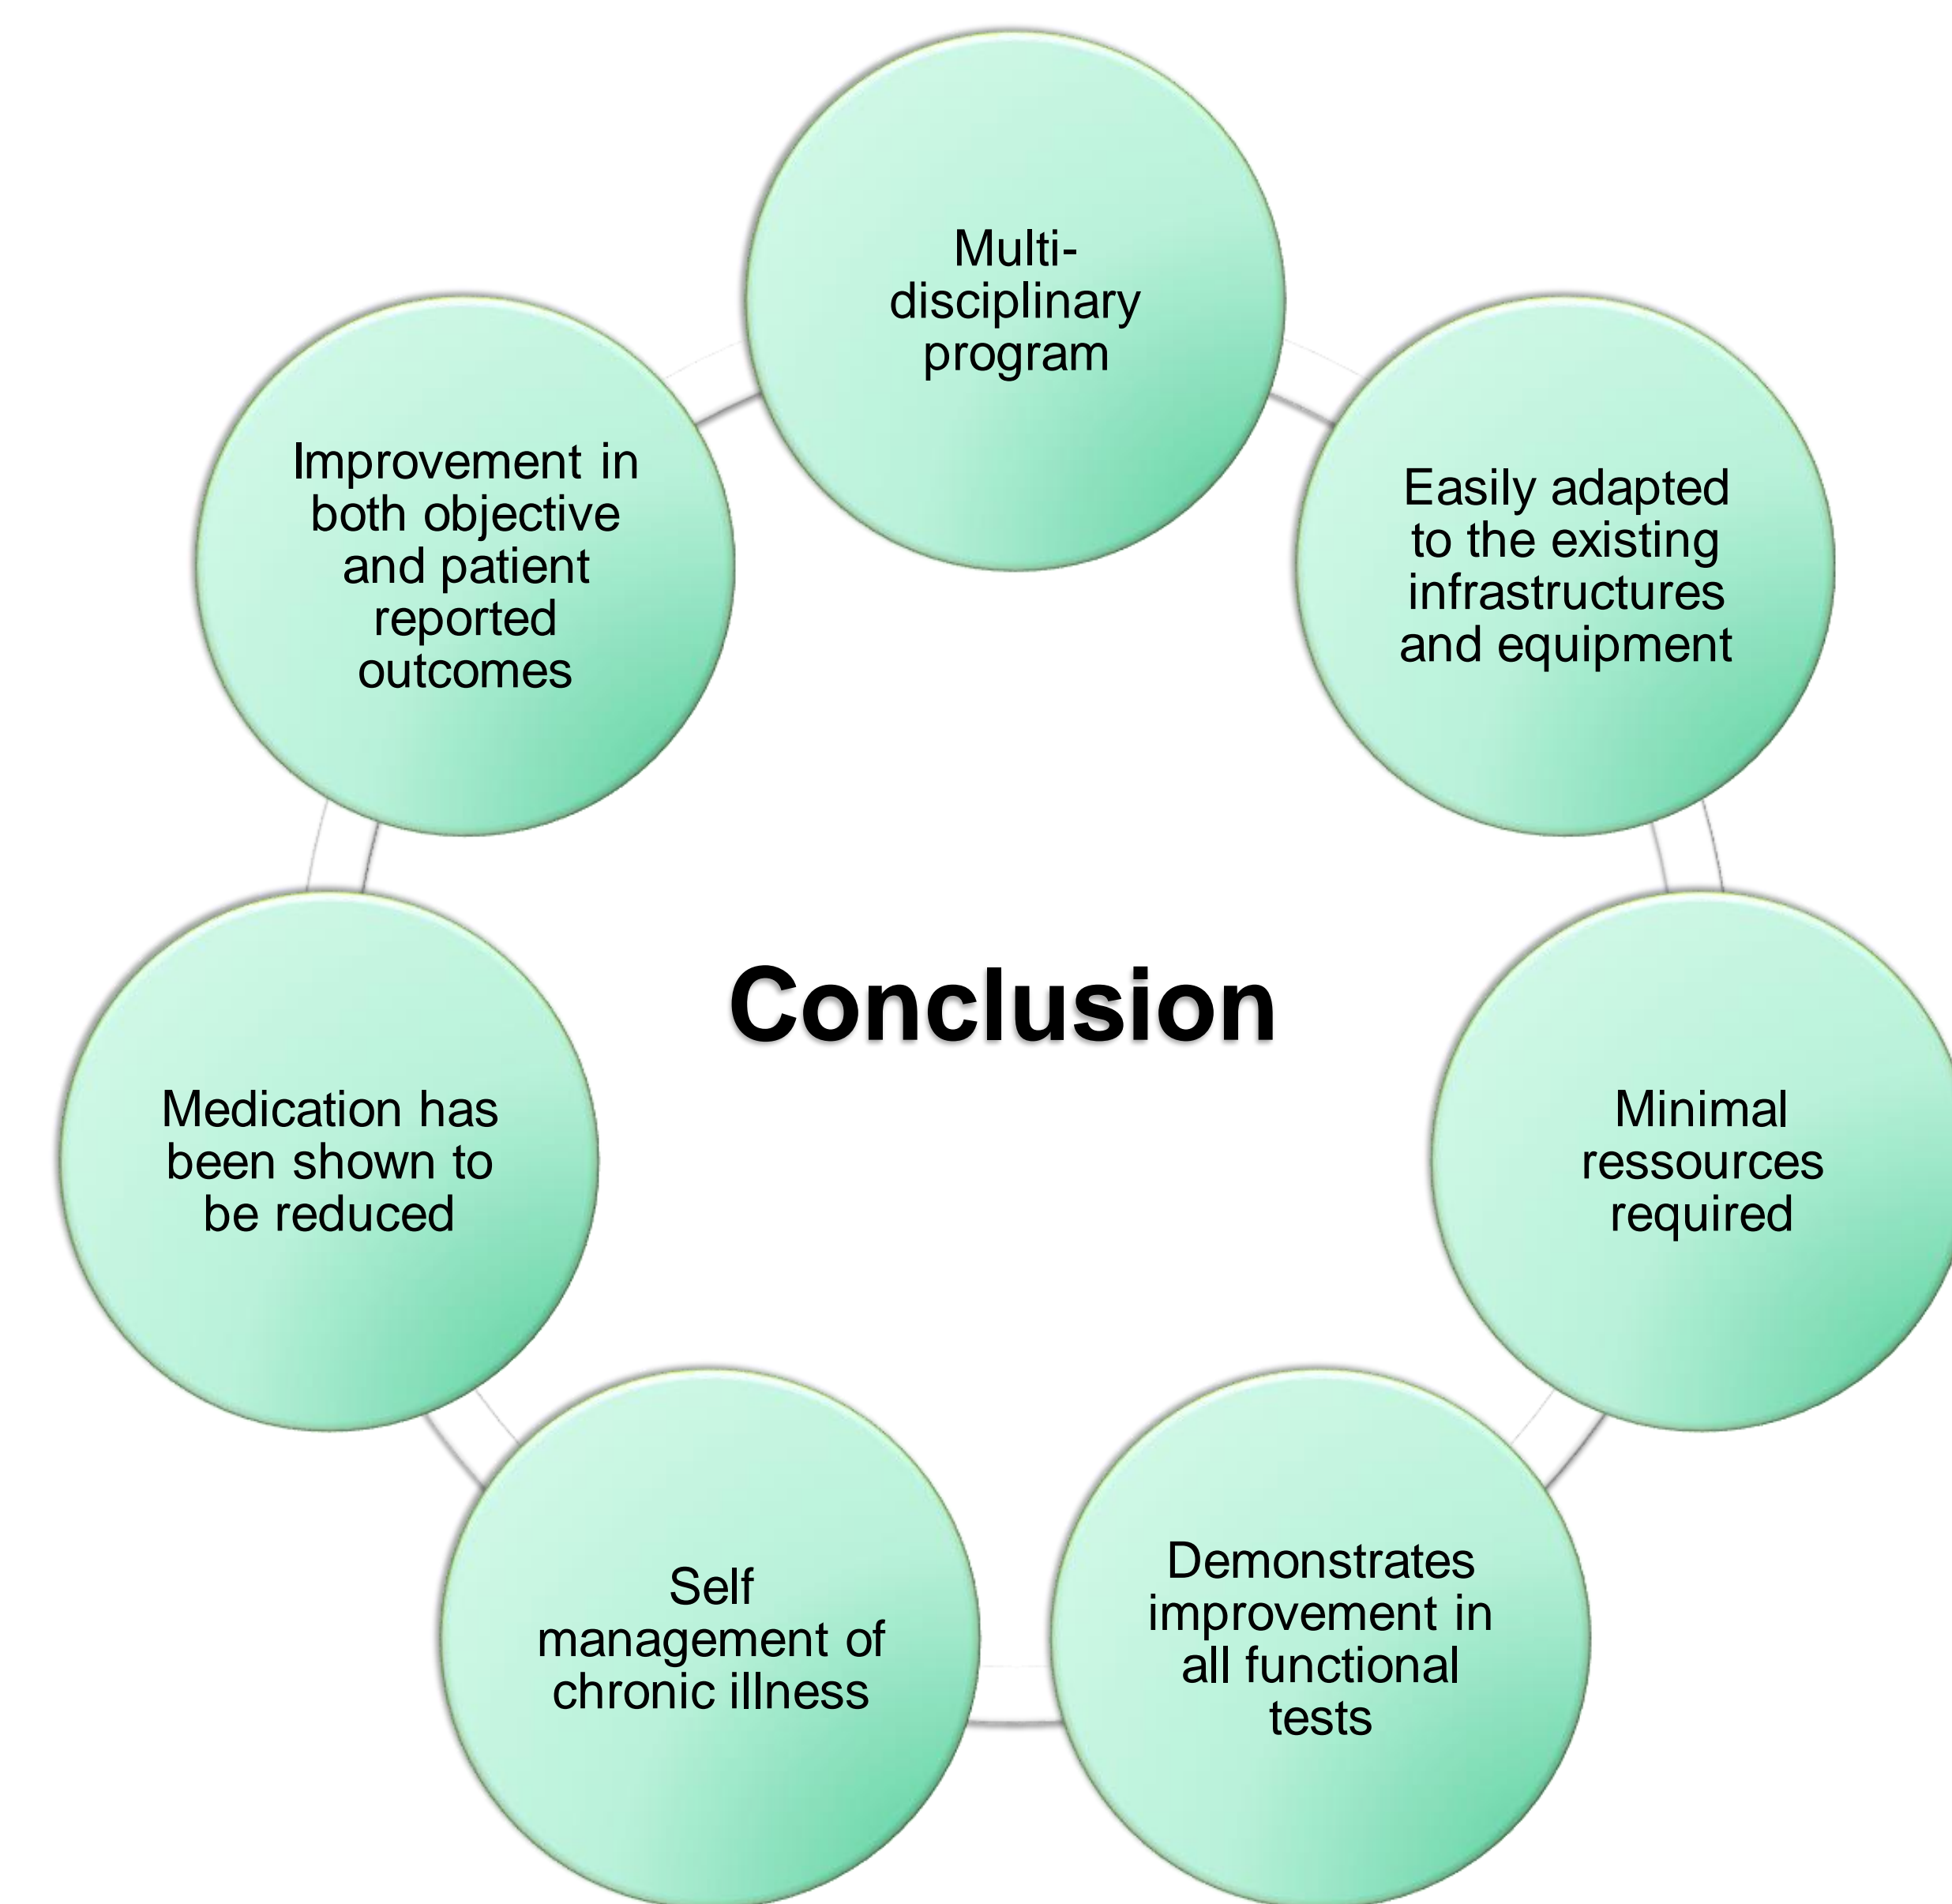 Multi-
disciplinary
program
Easily adapted
to the existing
infrastructures
and equipment
Minimal
ressources
required
Demonstrates
improvement in
all functional
tests
Self
management of
chronic illness
Medication has
been shown to
be reduced
Improvement in
both objective
and patient
reported
outcomes
Conclusion